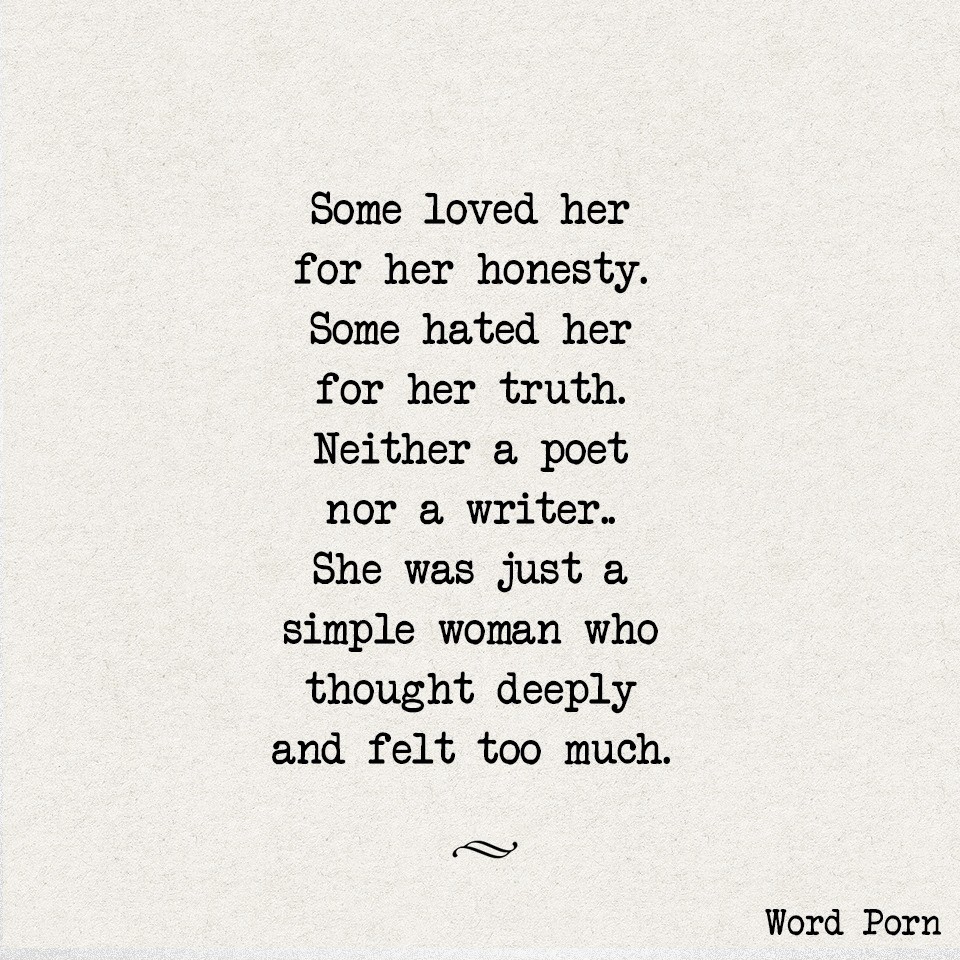 Some loved her
for her honesty.
Some hated her
for her truth.
Neither a poet
nor a writer..
She was just a
simple woman who
thought deeply
and felt too much.
Word Porn